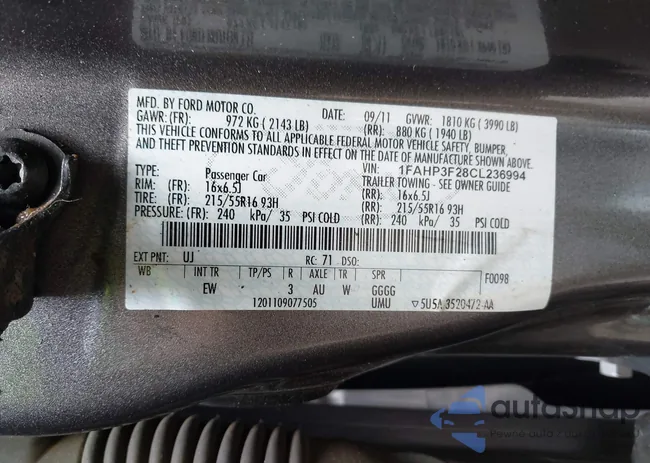 MFD. BY FORD MOTOR CO.
DATE: 09/11 GVWR: 1810 KG ( 3990 LB)
GAWR: (FR): 972 KG ( 2143 LB) (RR): 880 KG ( 1940 LB)
THIS VEHICLE CONFORMS TO ALL APPLICABLE FEDERAL MOTOR VEHICLE SAFETY, BUMPER,
AND THEFT PREVENTION STANDARDS IN EFFECT ON THE DATE OF MANUFACTURE SHOWN ABOVE.
VIN: 1FAHP3F28CL236994
TYPE: Passenger Car TRAILER TOWING - SEE OWNER GUIDE
RIM: (FR): 16x6.5J (RR): 16x6.5J
TIRE: (FR): 215/55R16 93H (RR): 215/55R16 93H
PRESSURE: (FR): 240 kPa/ 35 PSI COLD (RR): 240 kPa/ 35 PSI COLD
EXT PNT: UJ RC: 71 DSO: F0098
WB INT TR TP/PS R AXLE TR SPR
EW 3 AU W GGGG
1201109077505 UMU ▽5U5A 3520472 AA
autashop
Pewne auto z